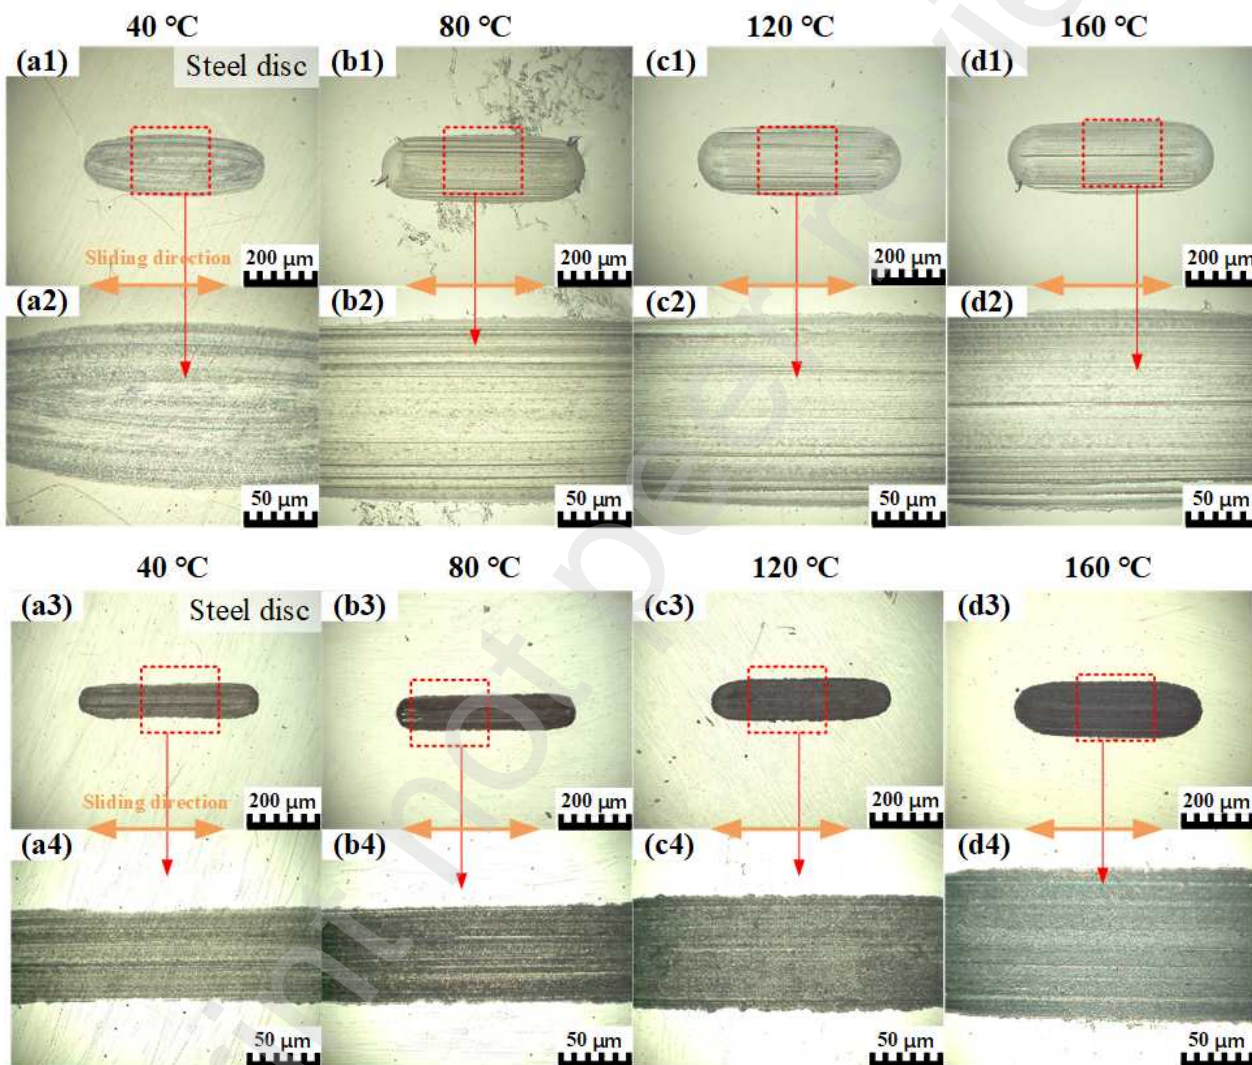 40 °C 80 °C 120 °C 160 °C
(a1) Steel disc (b1) (c1) (d1)
Sliding direction 200 µm 200 µm 200 µm 200 µm
(a2) (b2) (c2) (d2)
50 µm 50 µm 50 µm 50 µm
40 °C 80 °C 120 °C 160 °C
(a3) Steel disc (b3) (c3) (d3)
Sliding direction 200 µm 200 µm 200 µm 200 µm
(a4) (b4) (c4) (d4)
50 µm 50 µm 50 µm 50 µm
not peer